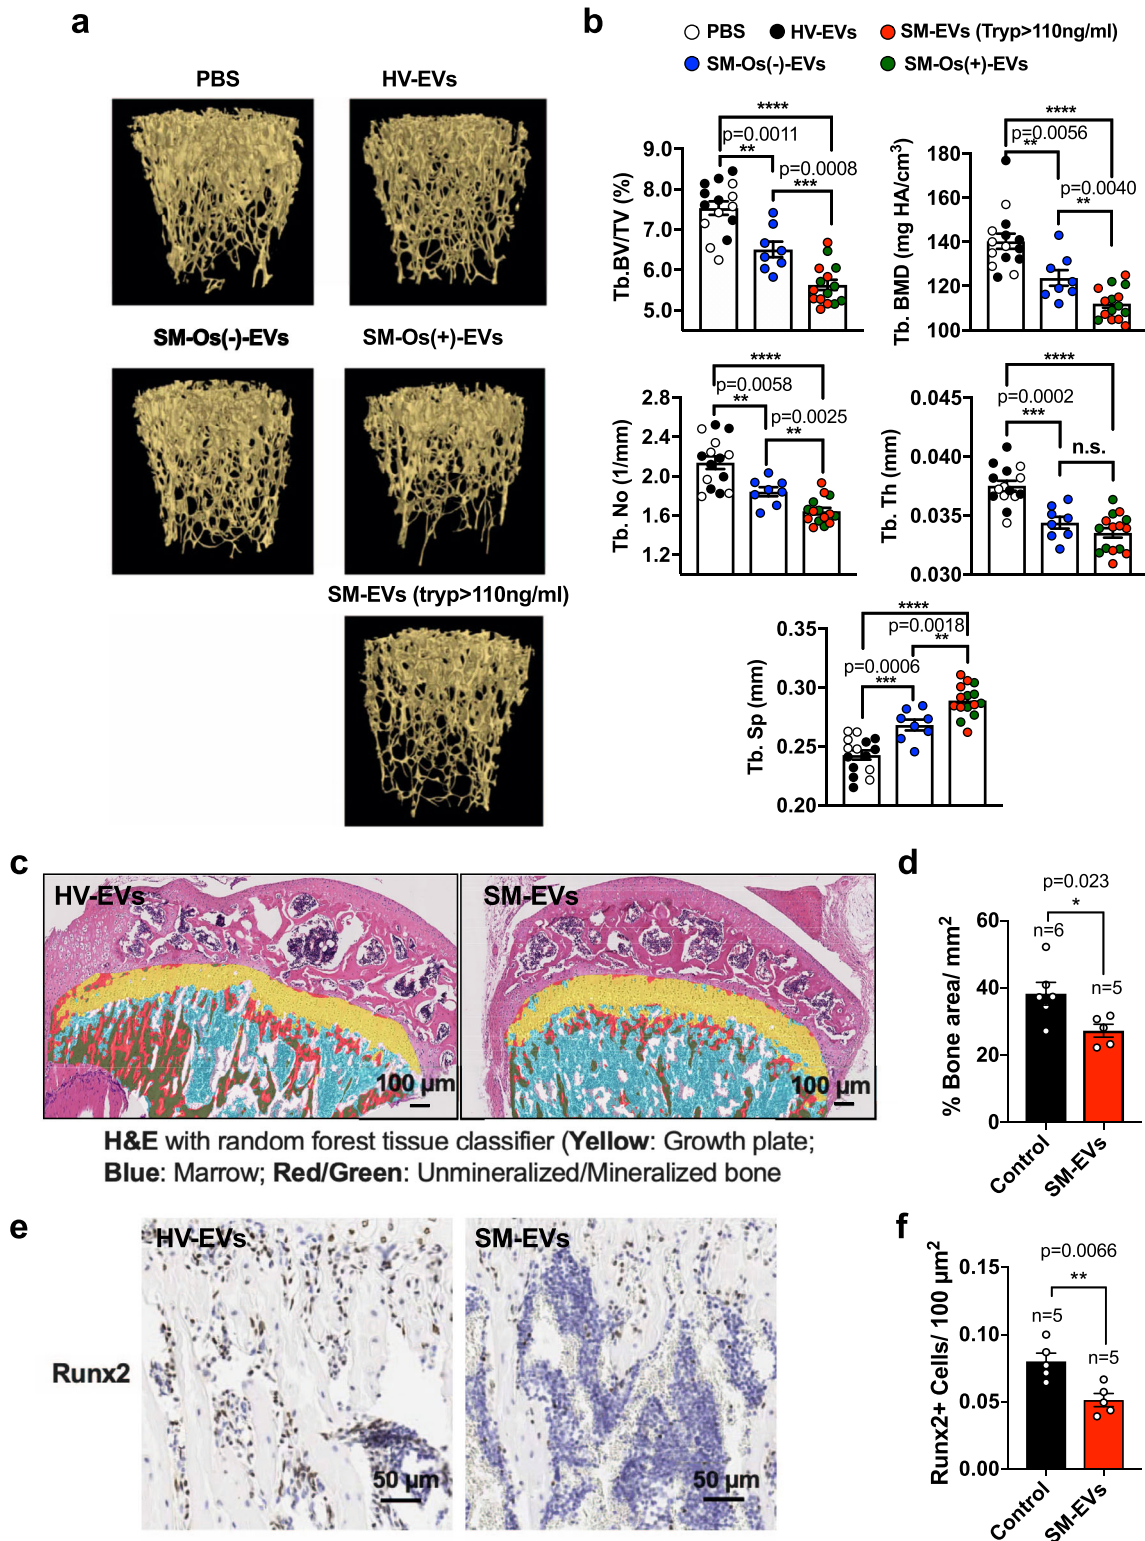 a
PBS
HV-EVs
SM-Os(-)-EVs
SM-Os(+)-EVs
SM-EVs (tryp>110ng/ml)
b
PBS
HV-EVs
SM-EVs (Tryp>110ng/ml)
SM-Os(-)-EVs
SM-Os(+)-EVs
Tb.BV/TV (%)
9.0
8.0
7.0
6.0
5.0
****
p=0.0011
**
p=0.0008
***
Tb. BMD (mg HA/cm³)
180
160
140
120
100
****
p=0.0056
**
p=0.0040
**
Tb. No (1/mm)
2.8
2.4
2.0
1.6
1.2
****
p=0.0058
**
p=0.0025
**
Tb. Th (mm)
0.045
0.040
0.035
0.030
****
p=0.0002
***
n.s.
Tb. Sp (mm)
0.35
0.30
0.25
0.20
****
p=0.0018
**
p=0.0006
***
c
HV-EVs
100 µm
SM-EVs
100 µm
H&E with random forest tissue classifier (Yellow: Growth plate;
Blue: Marrow; Red/Green: Unmineralized/Mineralized bone
d
p=0.023
*
n=6
n=5
% Bone area/ mm²
60
40
20
0
Control
SM-EVs
e
Runx2
HV-EVs
50 µm
SM-EVs
50 µm
f
p=0.0066
**
n=5
n=5
Runx2+ Cells/ 100 µm²
0.15
0.10
0.05
0.00
Control
SM-EVs